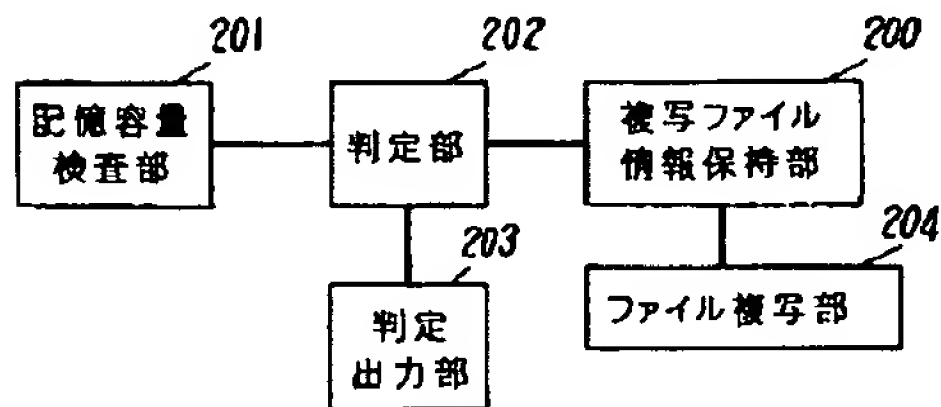 201
202
200
記憶容量
検査部
判定部
複写ファイル
情報保持部
203
204
判定
出力部
ファイル複写部